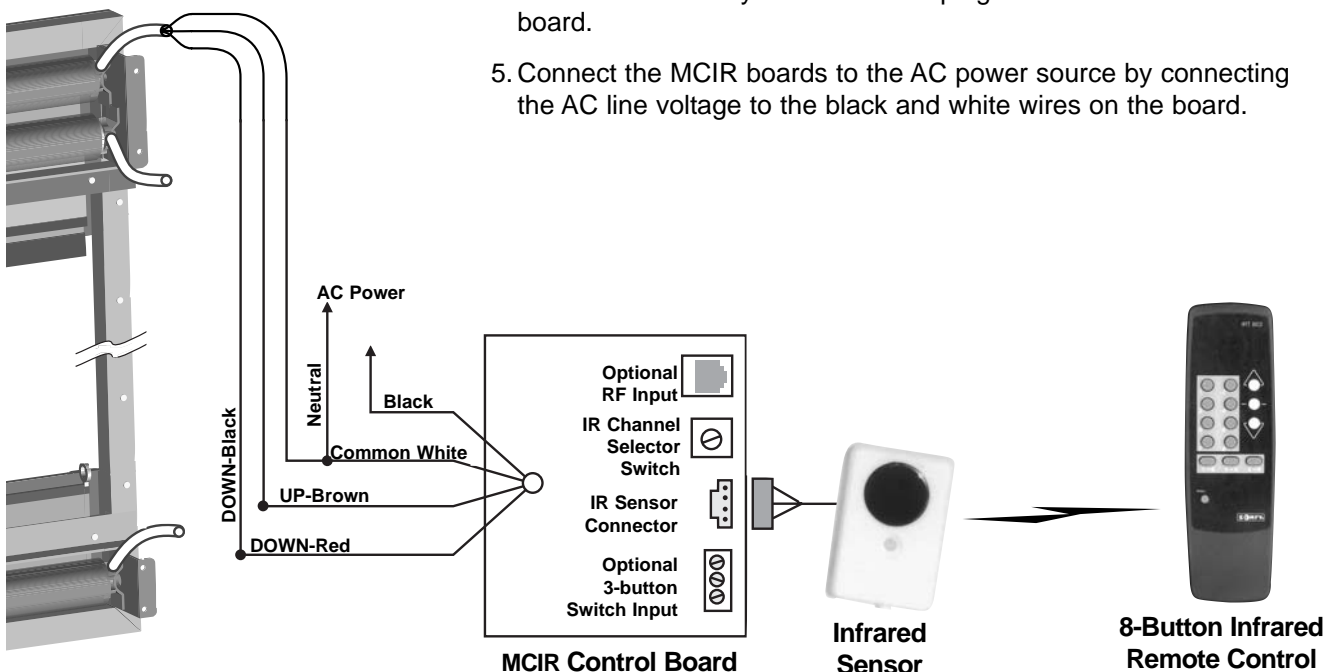 board.
5. Connect the MCIR boards to the AC power source by connecting
the AC line voltage to the black and white wires on the board.
AC Power
Neutral
Black
DOWN-Black
Common White
UP-Brown
DOWN-Red
Optional
RF Input
IR Channel
Selector
Switch
IR Sensor
Connector
Optional
3-button
Switch Input
MCIR Control Board
Infrared
Sensor
8-Button Infrared
Remote Control